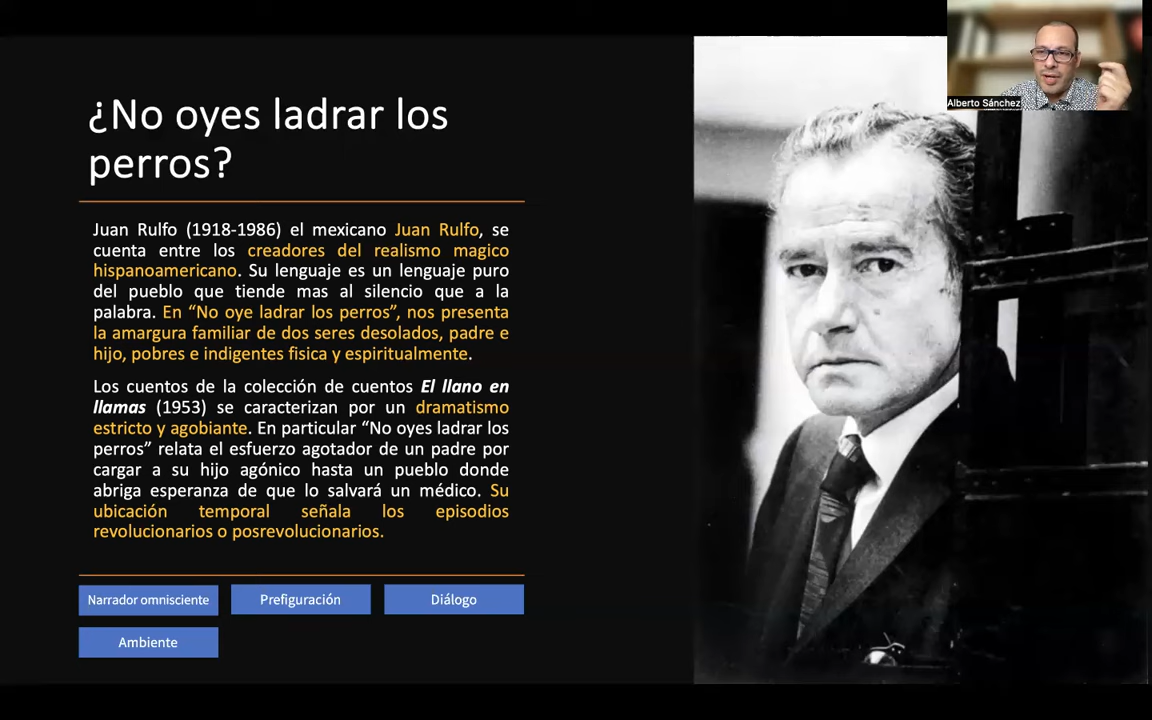 Alberto Sánchez
¿No oyes ladrar los
perros?
Juan Rulfo (1918-1986) el mexicano Juan Rulfo, se
cuenta entre los creadores del realismo magico
hispanoamericano. Su lenguaje es un lenguaje puro
del pueblo que tiende mas al silencio que a la
palabra. En “No oye ladrar los perros”, nos presenta
la amargura familiar de dos seres desolados, padre e
hijo, pobres e indigentes fisica y espiritualmente.
Los cuentos de la colección de cuentos El llano en
llamas (1953) se caracterizan por un dramatismo
estricto y agobiante. En particular “No oyes ladrar los
perros” relata el esfuerzo agotador de un padre por
cargar a su hijo agónico hasta un pueblo donde
abriga esperanza de que lo salvará un médico. Su
ubicación temporal señala los episodios
revolucionarios o posrevolucionarios.
Narrador omnisciente
Prefiguración
Diálogo
Ambiente